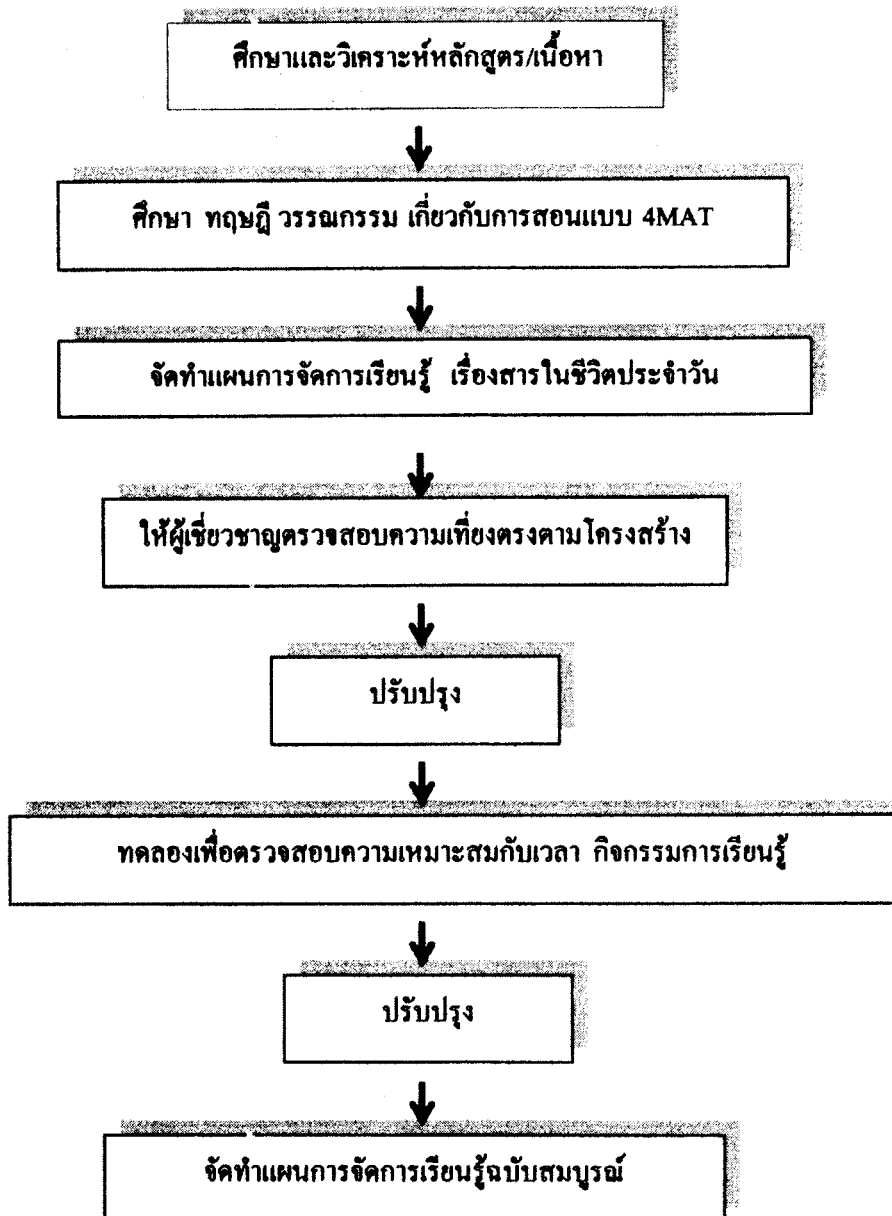 ศึกษาและวิเคราะห์หลักสูตร/เนื้อหา
ศึกษา ทฤษฎี วรรณกรรม เกี่ยวกับการสอนแบบ 4MAT
จัดทำแผนการจัดการเรียนรู้ เรื่องสารในชีวิตประจำวัน
ให้ผู้เชี่ยวชาญตรวจสอบความเที่ยงตรงตามโครงสร้าง
ปรับปรุง
ทดลองเพื่อตรวจสอบความเหมาะสมกับเวลา กิจกรรมการเรียนรู้
ปรับปรุง
จัดทำแผนการจัดการเรียนรู้ฉบับสมบูรณ์